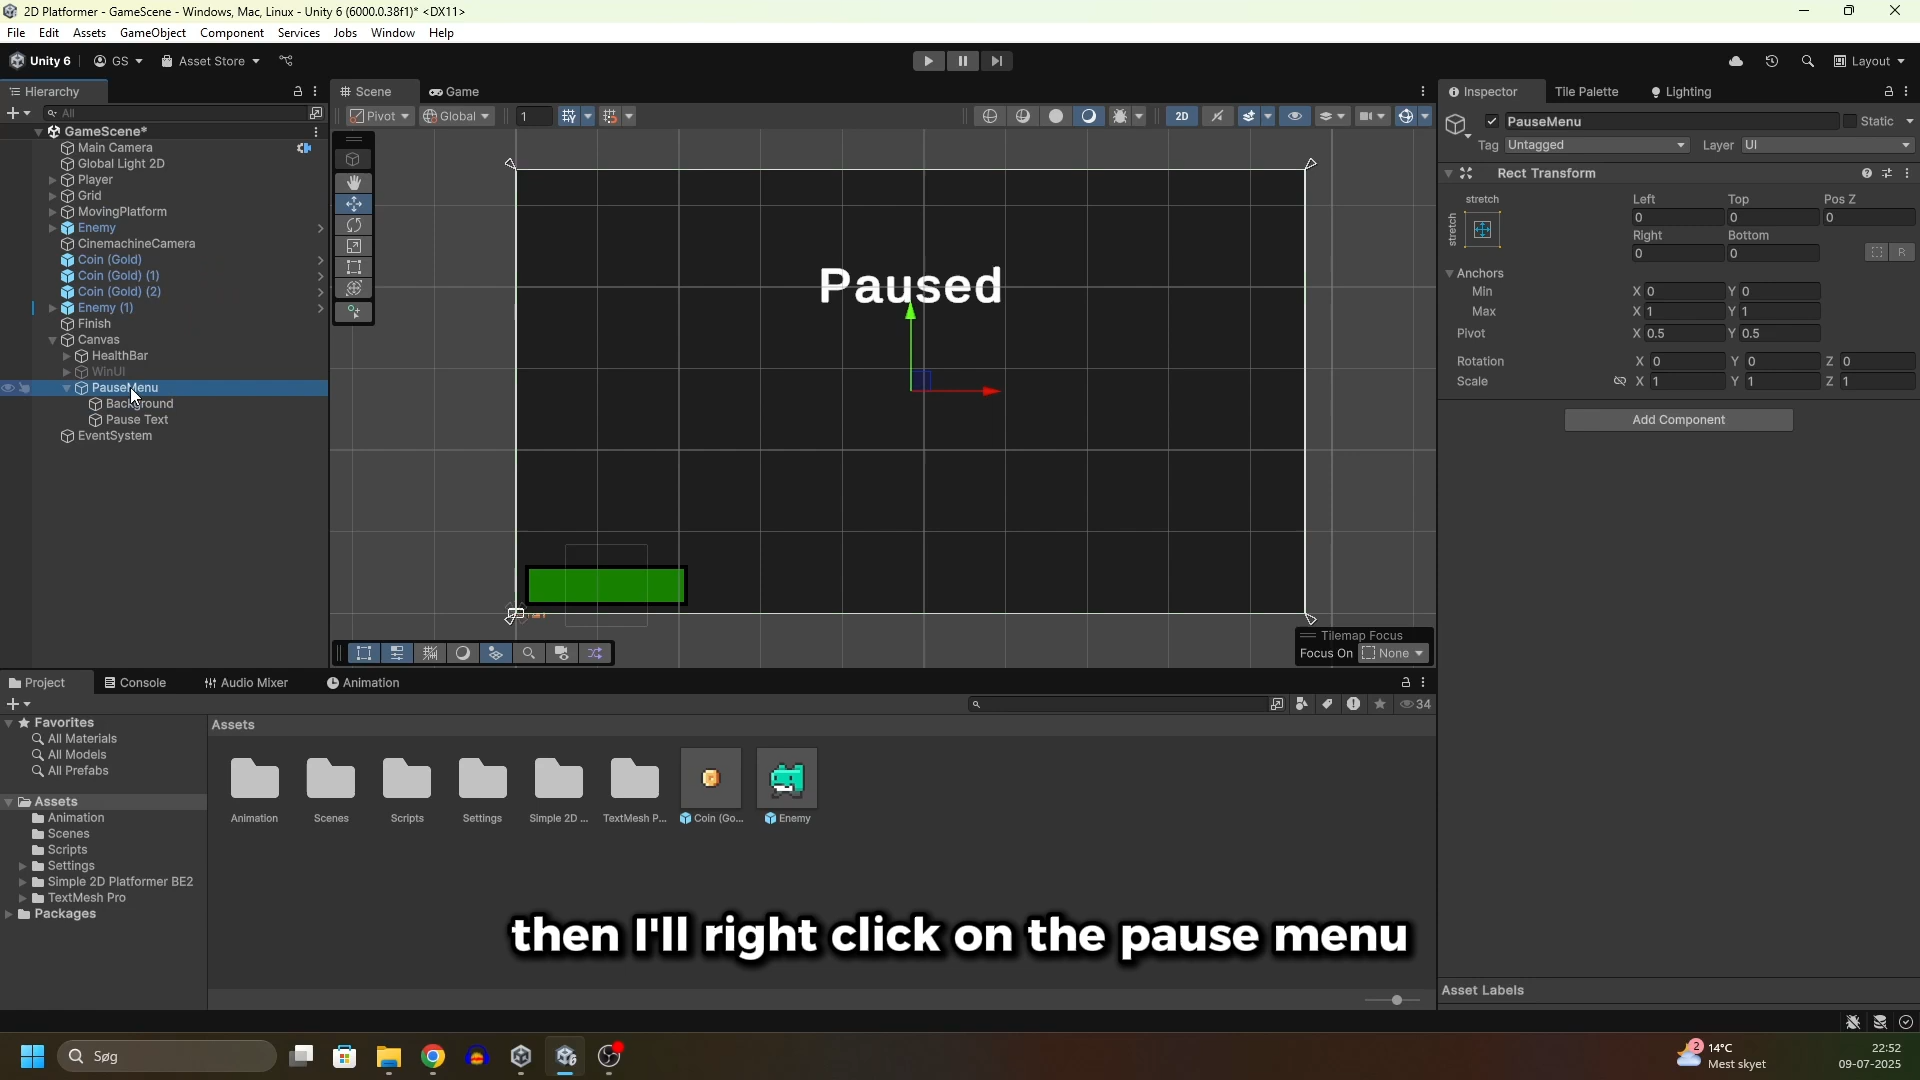 2D Platformer - GameScene - Windows, Mac, Linux - Unity 6 (6000.0.38f1)* <DX11>
File Edit Assets GameObject Component Services Jobs Window Help
Unity 6 GS Asset Store Layout
Hierarchy
All
GameScene*
Main Camera
Global Light 2D
Player
Grid
MovingPlatform
Enemy
CinemachineCamera
Coin (Gold)
Coin (Gold) (1)
Coin (Gold) (2)
Enemy (1)
Finish
Canvas
HealthBar
WinUI
PauseMenu
Background
Pause Text
EventSystem
Scene Game
Pivot Global 1 2D
Paused
Tilemap Focus
Focus On None
Inspector Tile Palette Lighting
PauseMenu Static
Tag Untagged Layer UI
Rect Transform
stretch Left Top Pos Z
stretch 0 0 0
Right Bottom
0 0 R
Anchors
Min X 0 Y 0
Max X 1 Y 1
Pivot X 0.5 Y 0.5
Rotation X 0 Y 0 Z 0
Scale X 1 Y 1 Z 1
Add Component
Asset Labels
Project Console Audio Mixer Animation
34
Favorites
All Materials
All Models
All Prefabs
Assets
Animation
Scenes
Scripts
Settings
Simple 2D Platformer BE2
TextMesh Pro
Packages
Assets
Animation Scenes Scripts Settings Simple 2D ... TextMesh P... Coin (Go... Enemy
then I'll right click on the pause menu
Søg
2 14°C
Mest skyet
22:52
09-07-2025